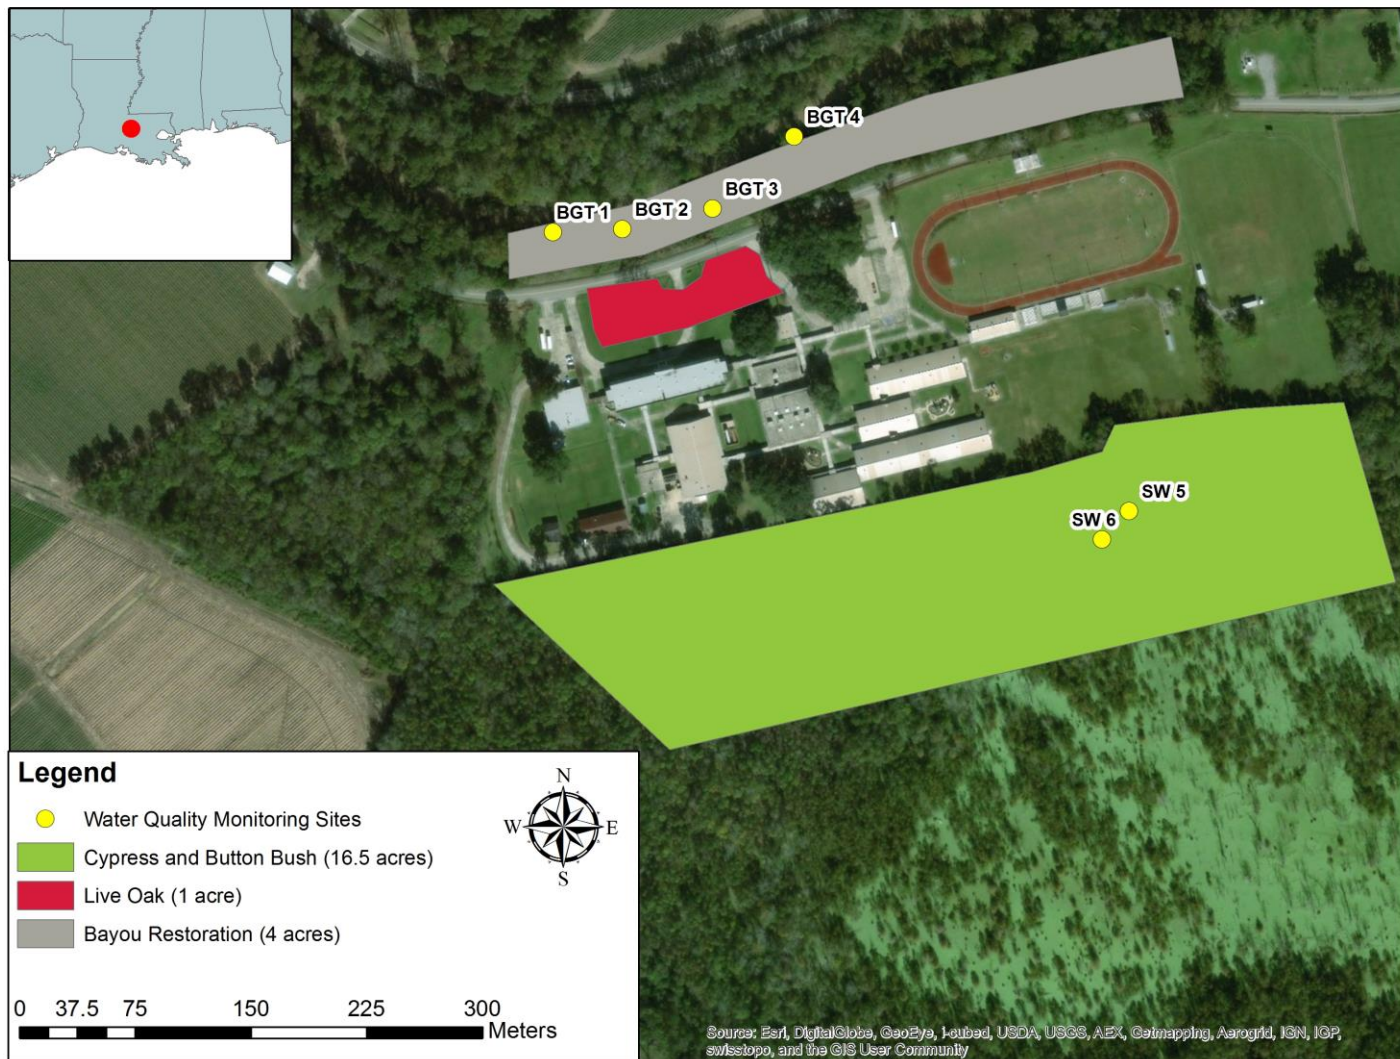 BGT 4
BGT 3
BGT 1
BGT 2
SW 5
SW 6
Legend
Water Quality Monitoring Sites
Cypress and Button Bush (16.5 acres)
Live Oak (1 acre)
Bayou Restoration (4 acres)
N
W E
S
0 37.5 75 150 225 300
Meters
Source: Esri, DigitalGlobe, GeoEye, i-cubed, USDA, USGS, AEX, Getmapping, Aerogrid, IGN, IGP,
swisstopo, and the GIS User Community